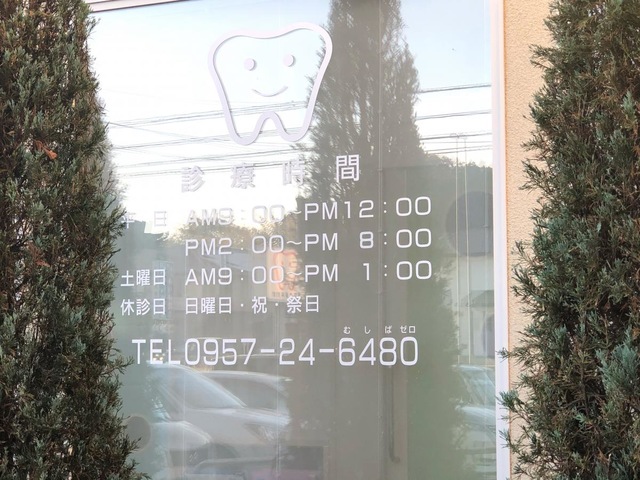 診療時間
平日 AM9:00~PM12:00
PM2:00~PM 8:00
土曜日 AM9:00~PM 1:00
休診日 日曜日・祝・祭日
むしばゼロ
TEL0957-24-6480